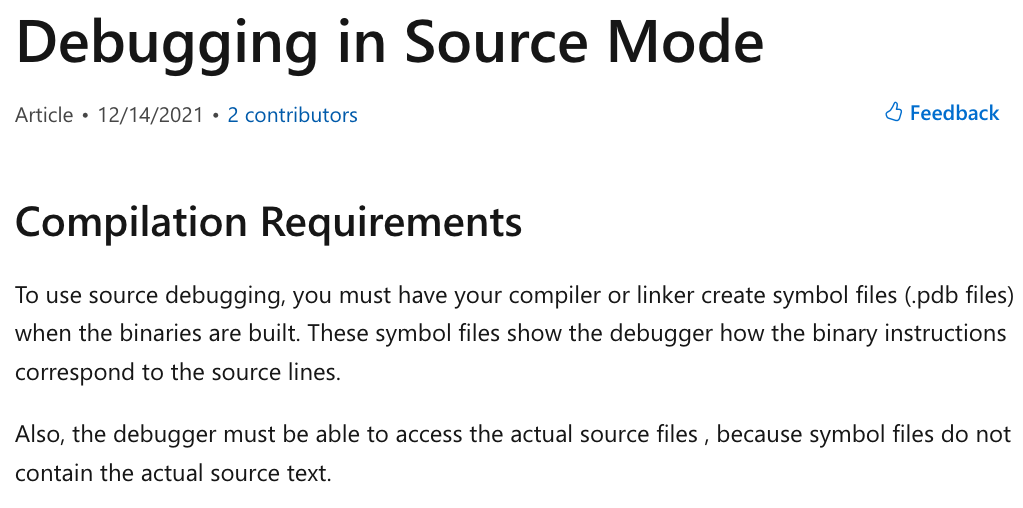 Debugging in Source Mode
Article • 12/14/2021 • 2 contributors
Feedback
Compilation Requirements
To use source debugging, you must have your compiler or linker create symbol files (.pdb files)
when the binaries are built. These symbol files show the debugger how the binary instructions
correspond to the source lines.
Also, the debugger must be able to access the actual source files , because symbol files do not
contain the actual source text.